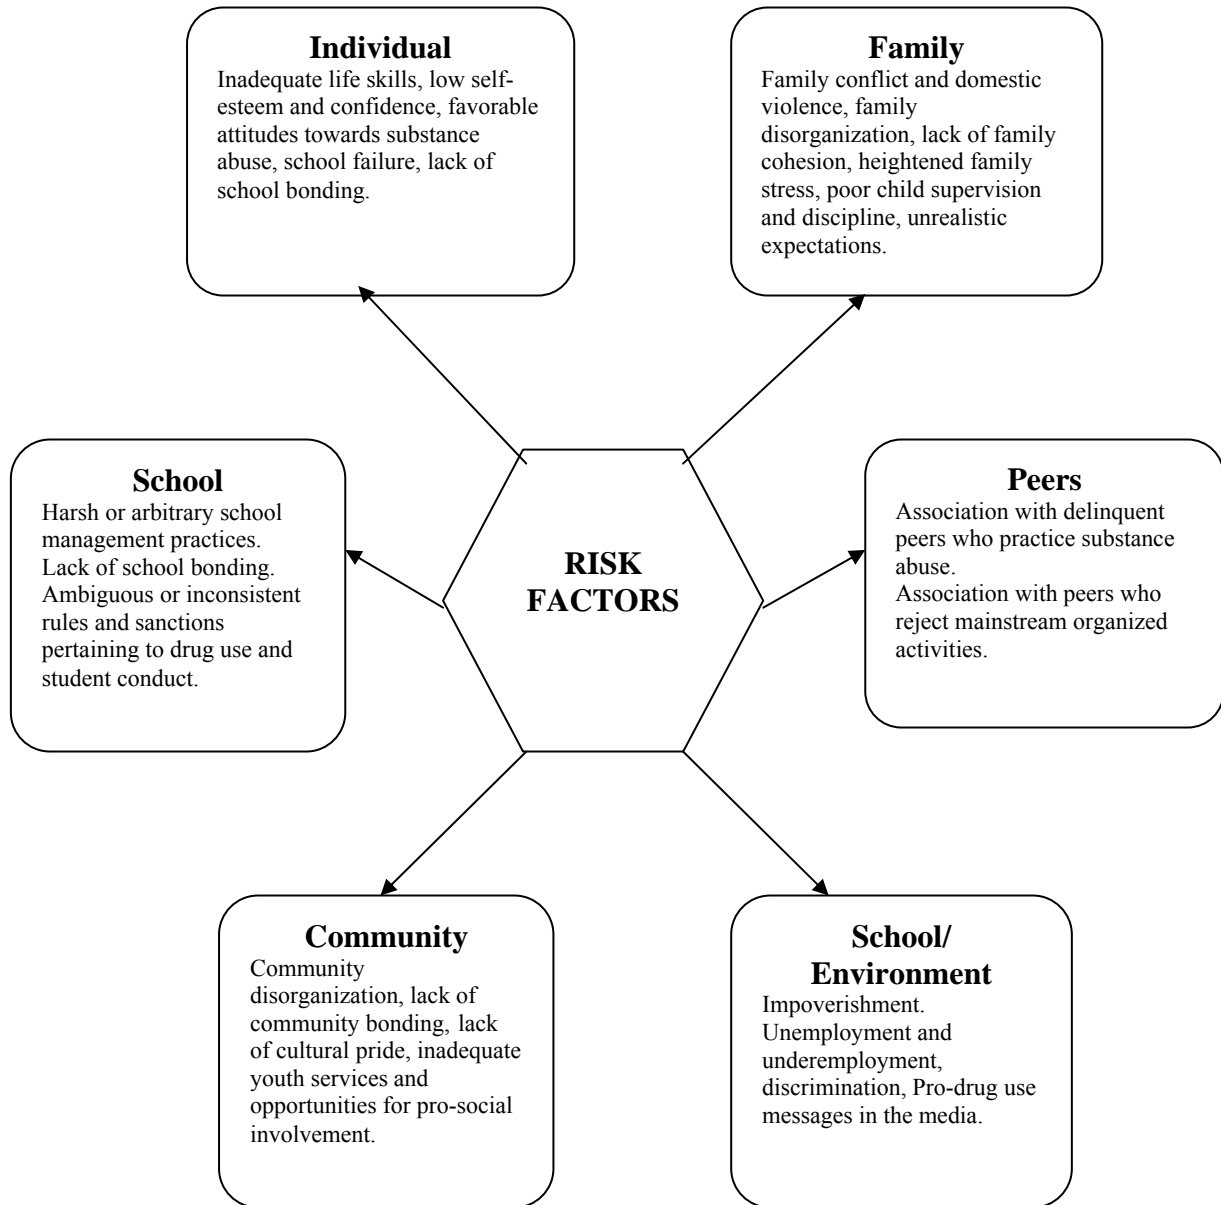 Individual
Inadequate life skills, low self-
esteem and confidence, favorable
attitudes towards substance
abuse, school failure, lack of
school bonding.
Family
Family conflict and domestic
violence, family
disorganization, lack of family
cohesion, heightened family
stress, poor child supervision
and discipline, unrealistic
expectations.
School
Harsh or arbitrary school
management practices.
Lack of school bonding.
Ambiguous or inconsistent
rules and sanctions
pertaining to drug use and
student conduct.
RISK
FACTORS
Peers
Association with delinquent
peers who practice substance
abuse.
Association with peers who
reject mainstream organized
activities.
Community
Community
disorganization, lack of
community bonding, lack
of cultural pride, inadequate
youth services and
opportunities for pro-social
involvement.
School/
Environment
Impoverishment.
Unemployment and
underemployment,
discrimination, Pro-drug use
messages in the media.